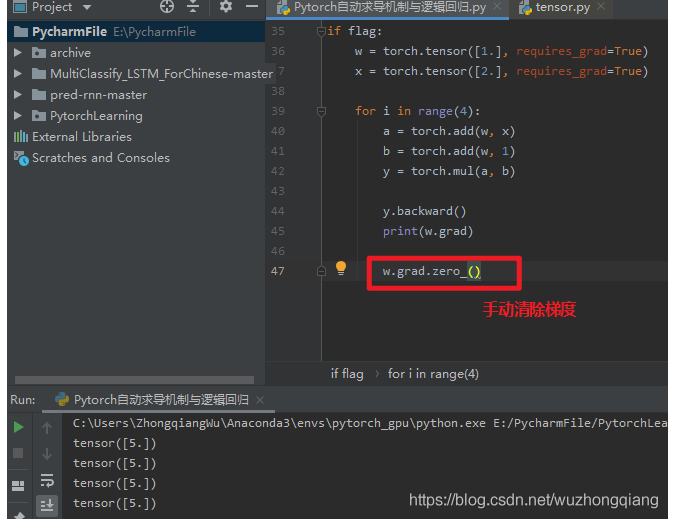 Project
Pytorch自动求导机制与逻辑回归.py
tensor.py
PycharmFile E:\PycharmFile
archive
MultiClassify_LSTM_ForChinese-master
pred-rnn-master
PytorchLearning
External Libraries
Scratches and Consoles
35 if flag:
36 w = torch.tensor([1.], requires_grad=True)
7 x = torch.tensor([2.], requires_grad=True)
38
39 for i in range(4):
40 a = torch.add(w, x)
41 b = torch.add(w, 1)
42 y = torch.mul(a, b)
43
44 y.backward()
45 print(w.grad)
46
47 w.grad.zero_()
手动清除梯度
if flag › for i in range(4)
Run: Pytorch自动求导机制与逻辑回归
C:\Users\ZhongqiangWu\Anaconda3\envs\pytorch_gpu\python.exe E:/PycharmFile/PytorchLea
tensor([5.])
tensor([5.])
tensor([5.])
tensor([5.])
https://blog.csdn.net/wuzhongqiang